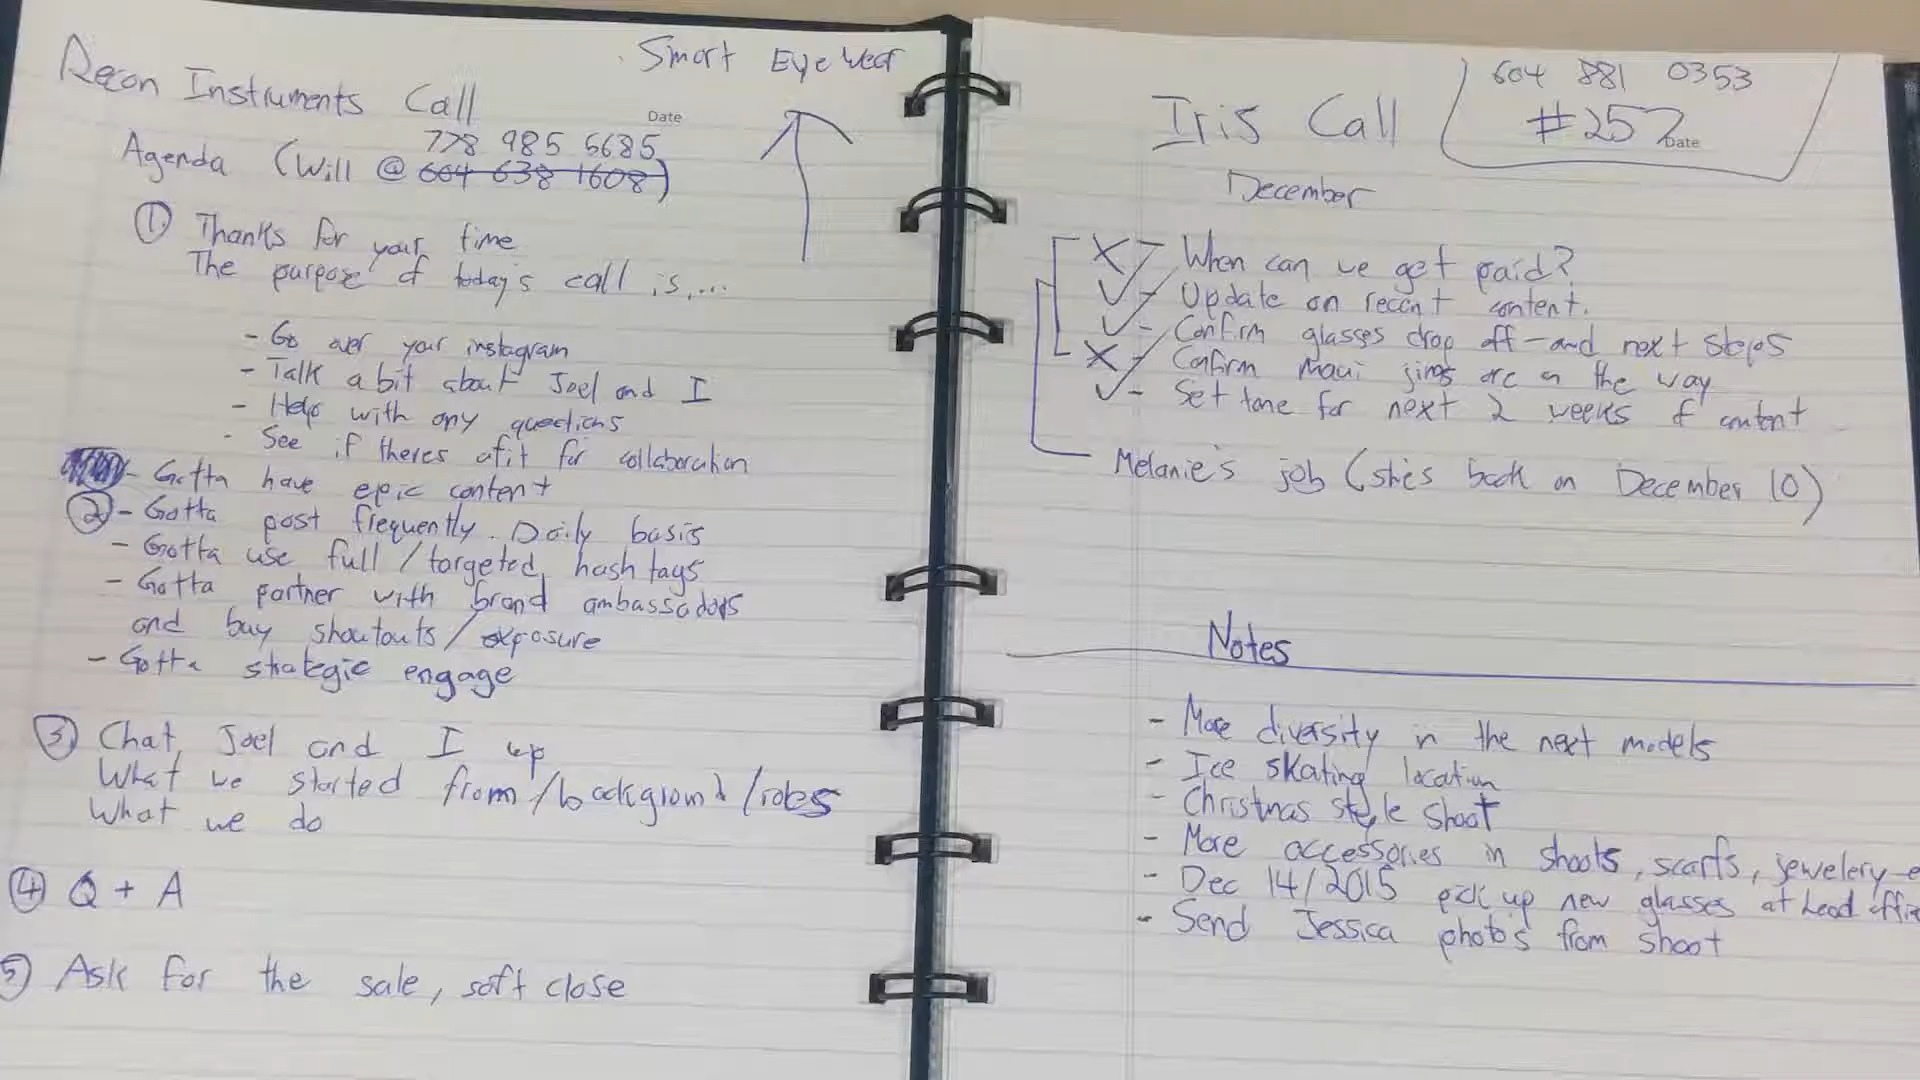 Smart Eye Wear
Recon Instruments Call
Date
778 985 6685
Agenda (Will @ 604 638 1608)
① Thanks for your time
The purpose of today's call is....
- Go over your instagram
- Talk a bit about Joel and I
- Help with any questions
- See if theres a fit for collaboration
- Gotta have epic content
② - Gotta post frequently. Daily basis
- Gotta use full / targeted hash tags
- Gotta partner with brand ambassadors
and buy shoutouts / exposure
- Gotta strategic engage
③ Chat Joel and I up
What we started from / background / roles
What we do
④ Q + A
⑤ Ask for the sale, soft close
604 881 0353
Iris Call
#257
Date
December
X - When can we get paid?
✓ - Update on recent content.
✓ - Confirm glasses drop off - and next steps
X - Confirm Maui jims are on the way
✓ - Set tone for next 2 weeks of content
Melanie's job (she's back on December 10)
Notes
- More diversity in the next models
- Ice skating location
- Christmas style shoot
- More accessories in shoots, scarfs, jewelery
- Dec 14/2015 pick up new glasses at head
- Send Jessica photo's from shoot